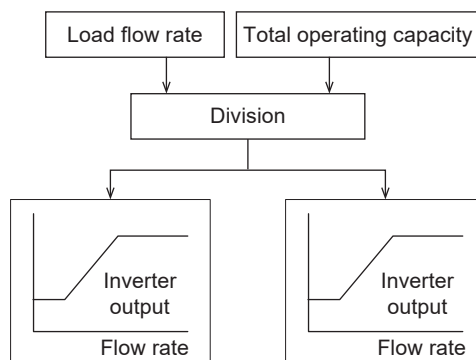 Load flow rate
Total operating capacity
Division
Inverter
output
Flow rate
Inverter
output
Flow rate